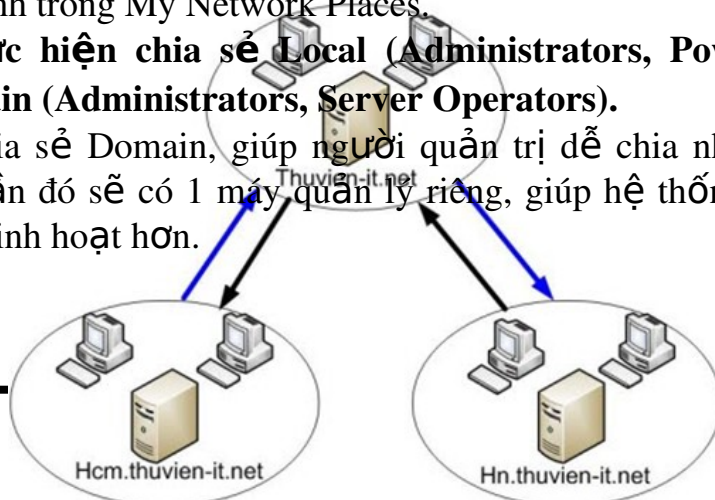 nh trong My Network Places.
ực hiện chia sẻ Local (Administrators, Pov
in (Administrators, Server Operators).
ia sẻ Domain, giúp người quản trị dễ chia nh
ần đó sẽ có 1 máy quản lý riêng, giúp hệ thốn
inh hoạt hơn.
Thuvien-it.net
Hcm.thuvien-it.net
Hn.thuvien-it.net